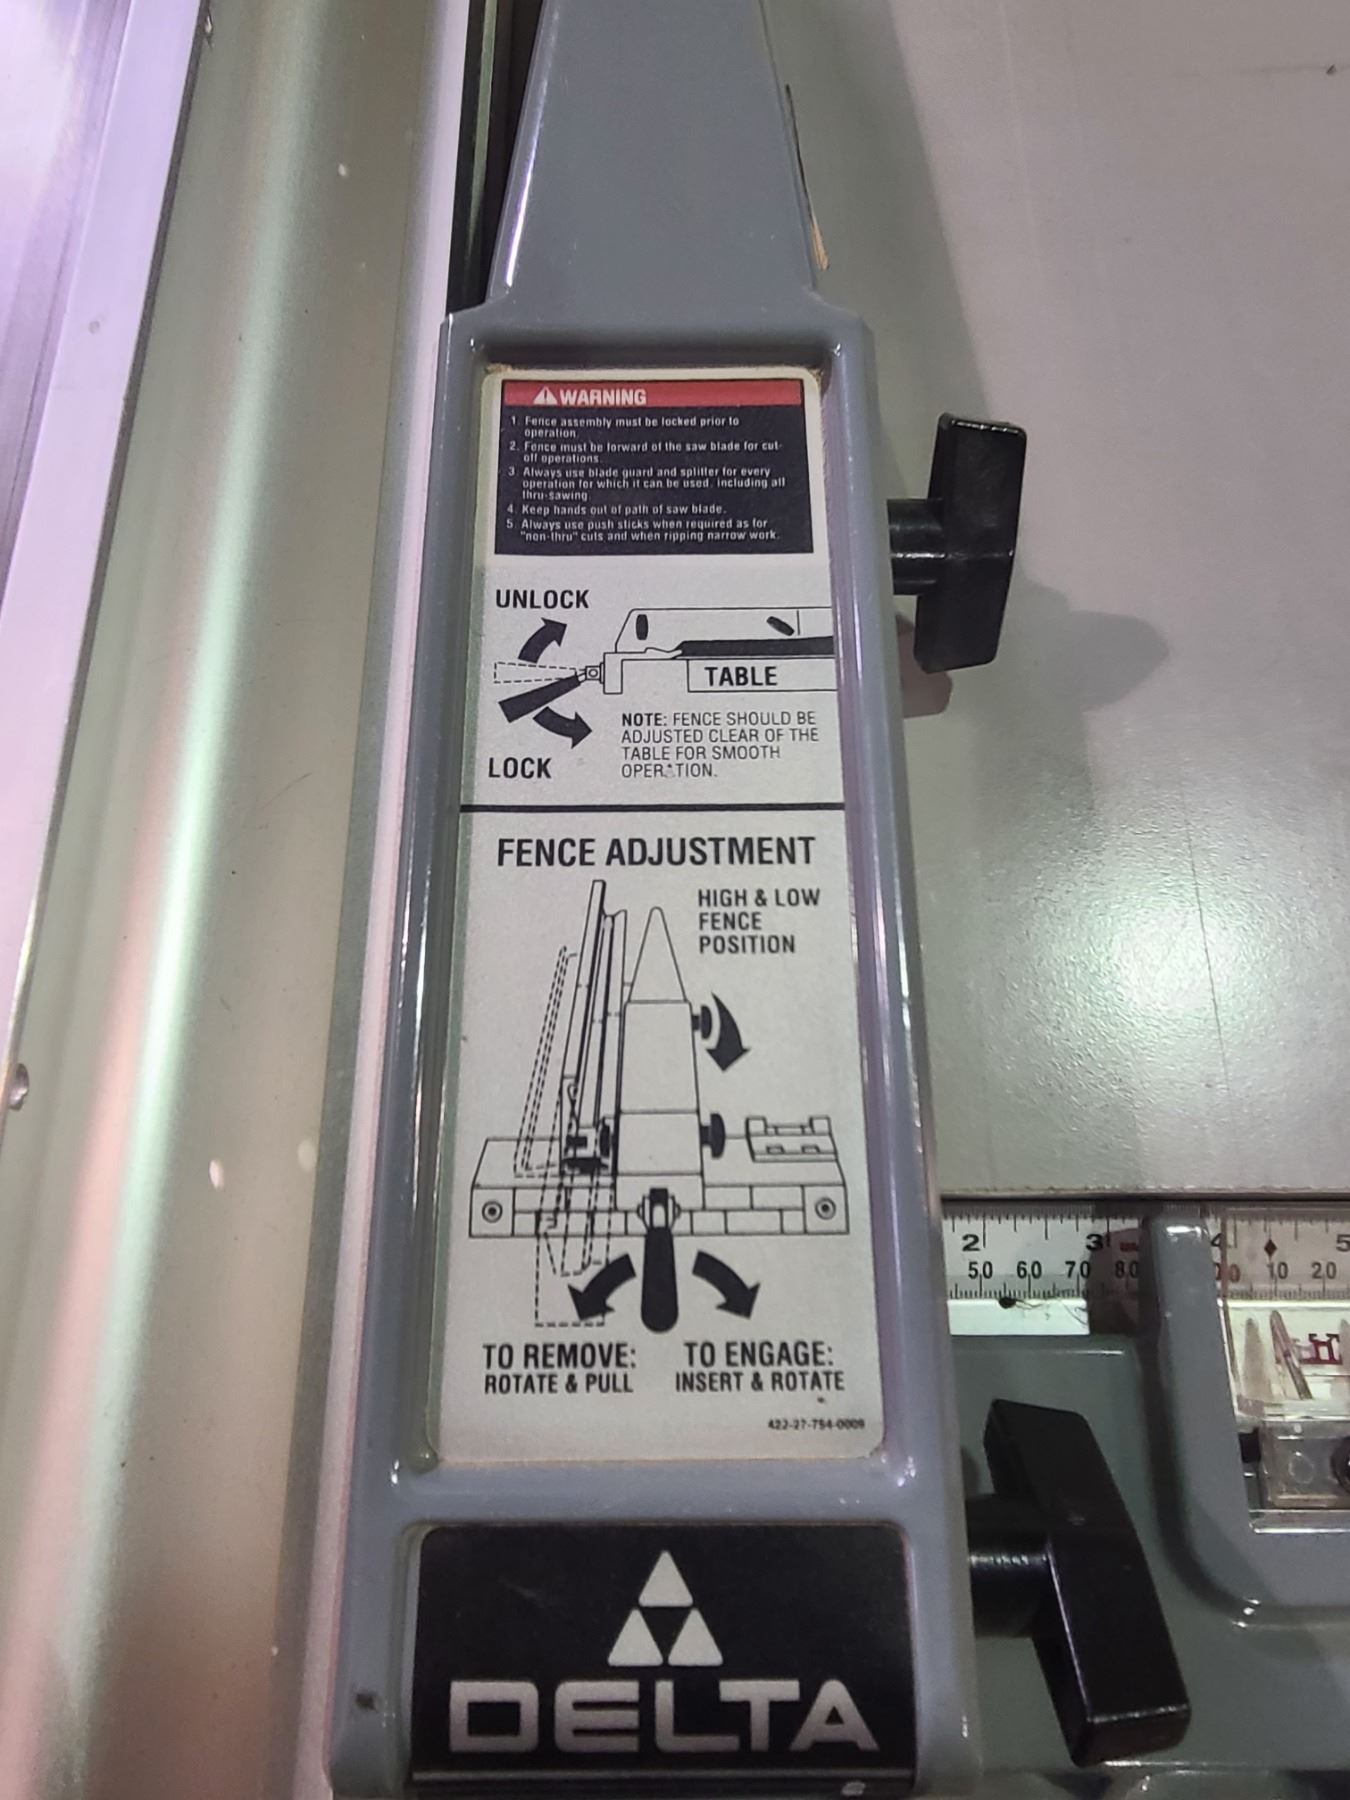 WARNING
1. Fence assembly must be locked prior to
operation.
2. Fence must be forward of the saw blade for cut-
off operations.
3. Always use blade guard and splitter for every
operation for which it can be used, including all
thru-sawing.
4. Keep hands out of path of saw blade.
5. Always use push sticks when required as for
"non-thru" cuts and when ripping narrow work.
UNLOCK
TABLE
LOCK
NOTE: FENCE SHOULD BE
ADJUSTED CLEAR OF THE
TABLE FOR SMOOTH
OPERATION.
FENCE ADJUSTMENT
HIGH & LOW
FENCE
POSITION
TO REMOVE:
ROTATE & PULL
TO ENGAGE:
INSERT & ROTATE
422-27-754-0009
DELTA
2 3 4 5
50 60 70 80 10 20